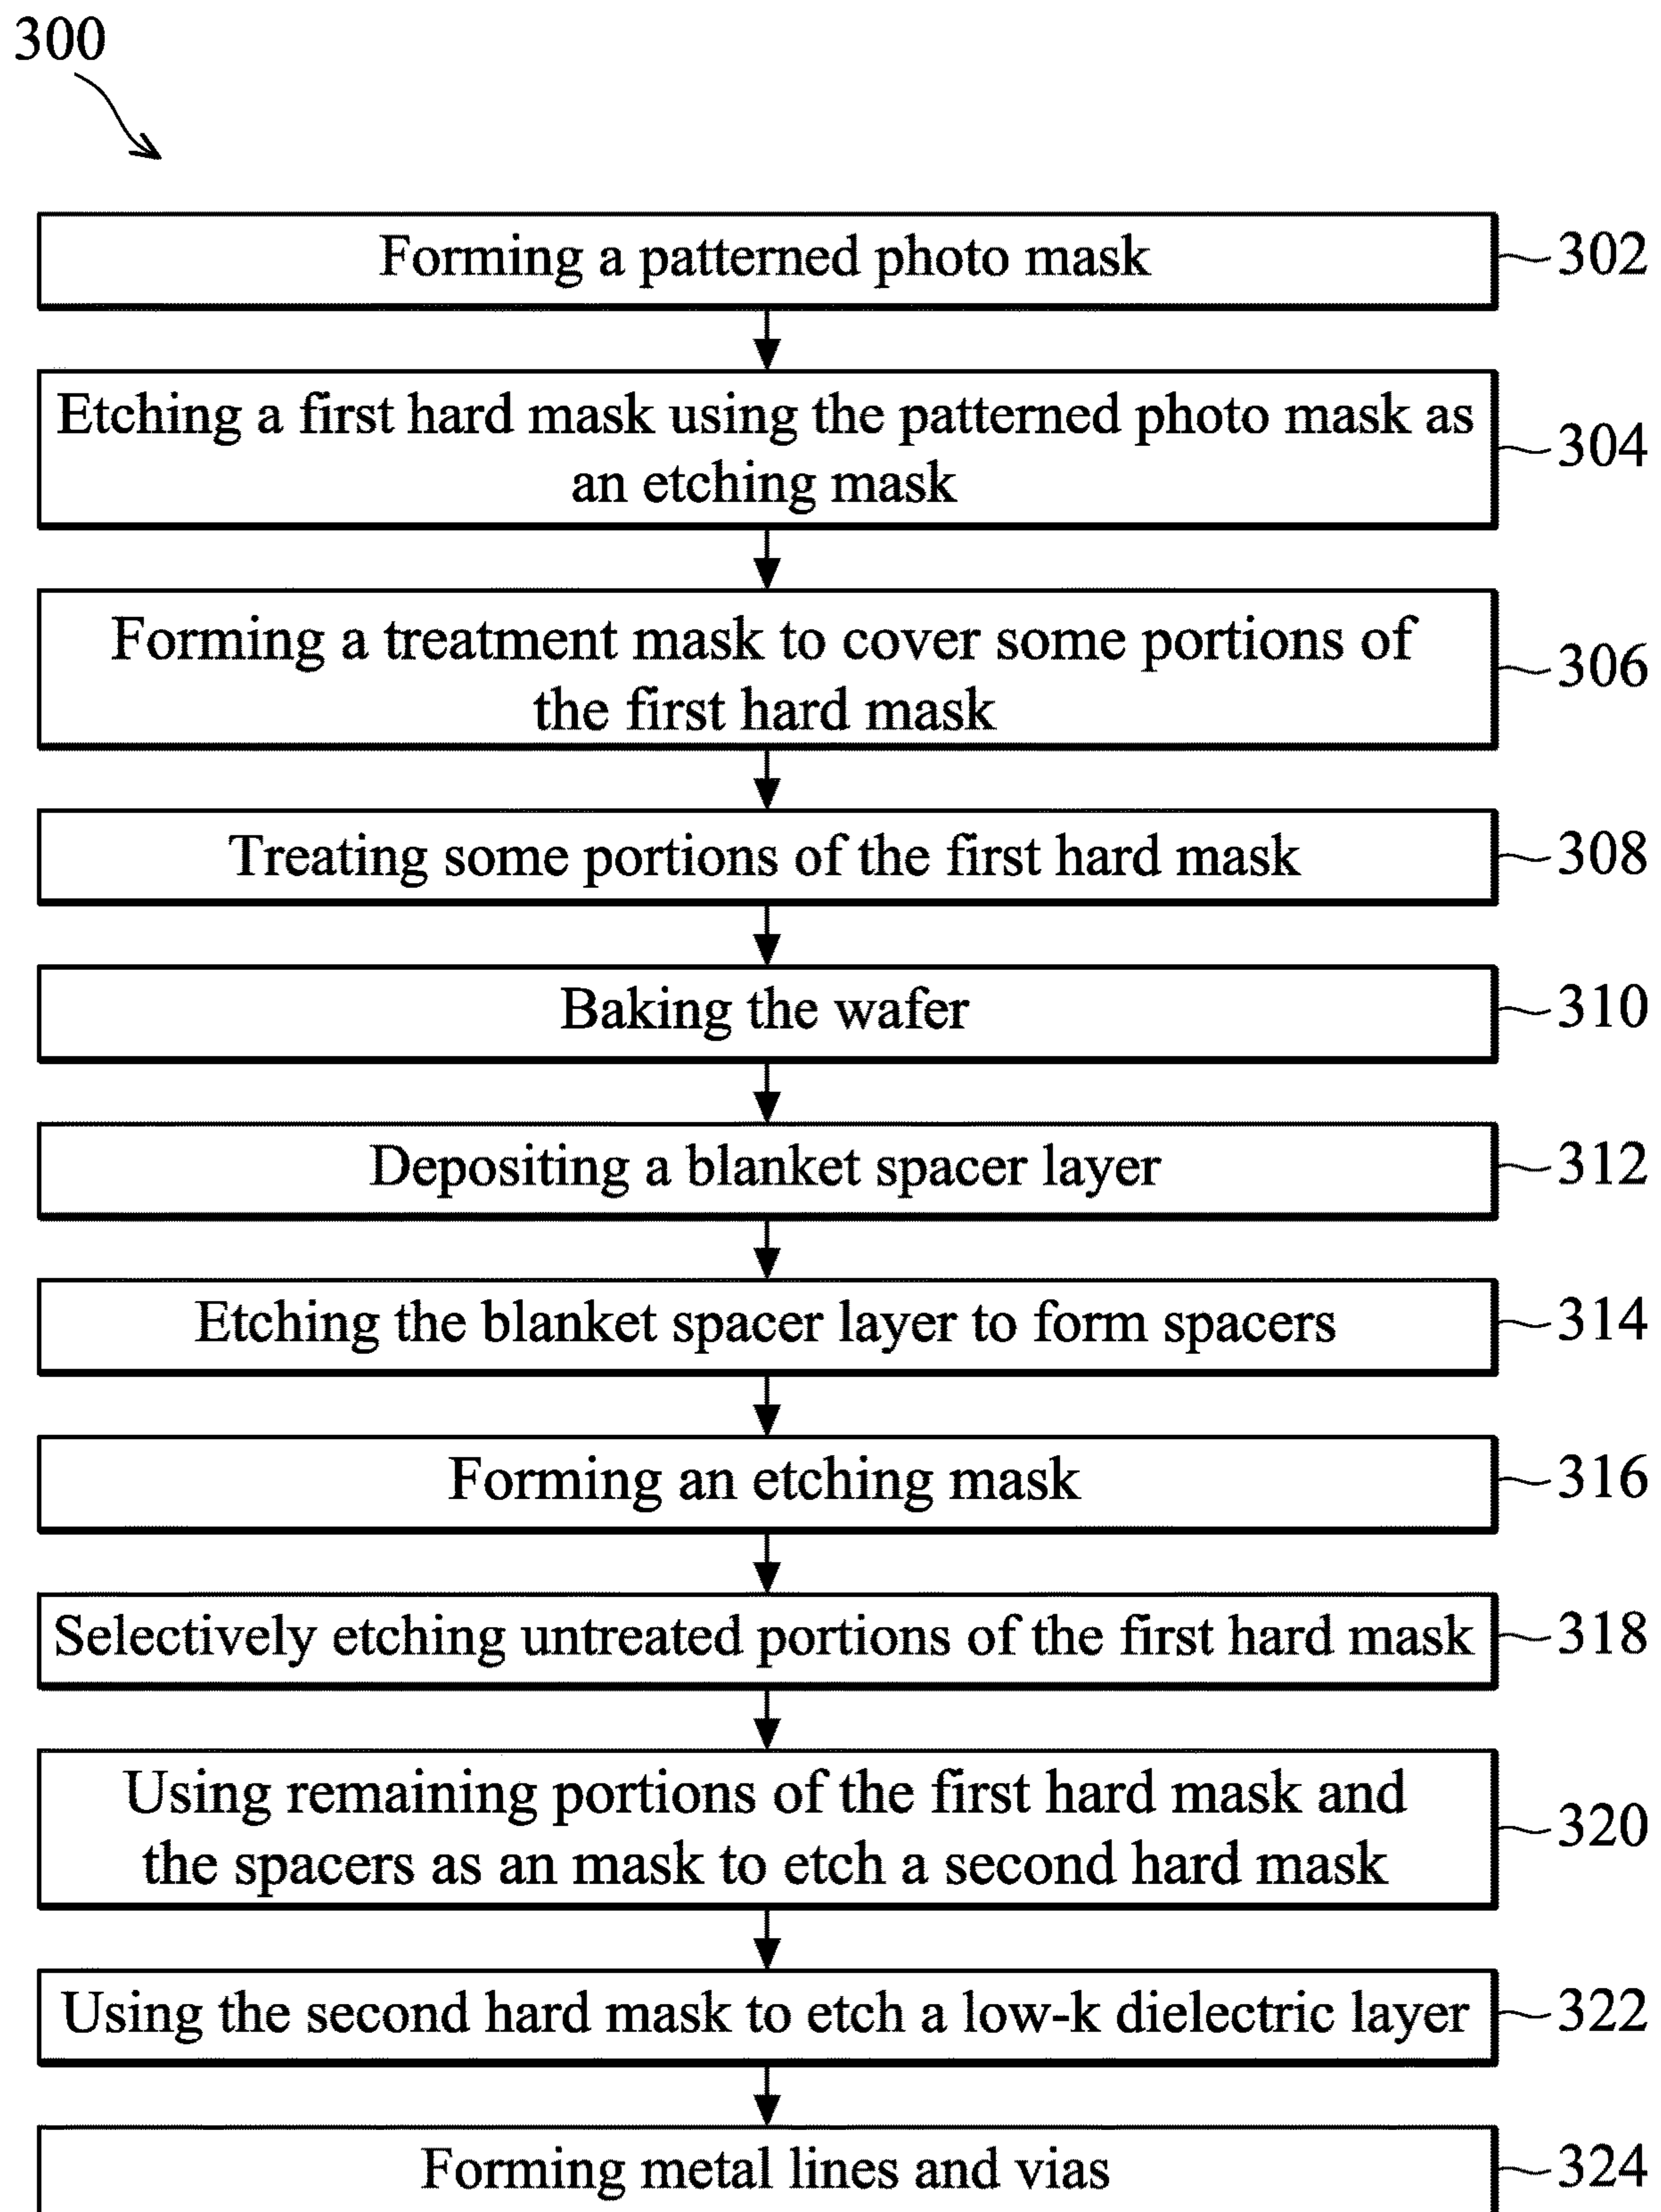 300
Forming a patterned photo mask
302
Etching a first hard mask using the patterned photo mask as
an etching mask
304
Forming a treatment mask to cover some portions of
the first hard mask
306
Treating some portions of the first hard mask
308
Baking the wafer
310
Depositing a blanket spacer layer
312
Etching the blanket spacer layer to form spacers
314
Forming an etching mask
316
Selectively etching untreated portions of the first hard mask
318
Using remaining portions of the first hard mask and
the spacers as an mask to etch a second hard mask
320
Using the second hard mask to etch a low-k dielectric layer
322
Forming metal lines and vias
324